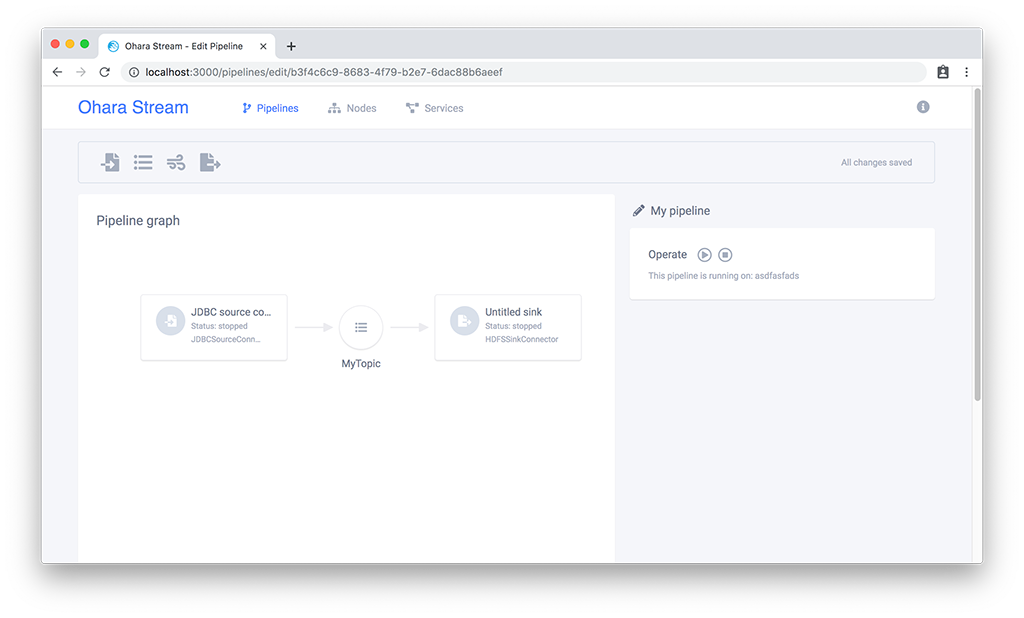 Ohara Stream - Edit Pipeline
localhost:3000/pipelines/edit/b3f4c6c9-8683-4f79-b2e7-6dac88b6aeef
Ohara Stream
Pipelines
Nodes
Services
All changes saved
Pipeline graph
My pipeline
Operate
This pipeline is running on: asdfasfads
JDBC source co...
Status: stopped
JDBCSourceConn...
MyTopic
Untitled sink
Status: stopped
HDFSSinkConnector